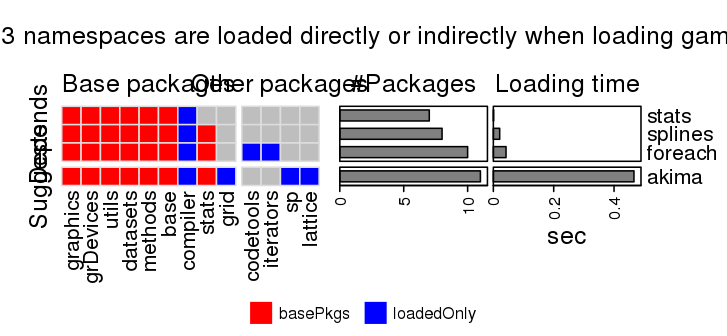 3 namespaces are loaded directly or indirectly when loading gam
Base packages
Other packages
#Packages
Loading time
Depends
Suggests
stats
splines
foreach
akima
graphics
grDevices
utils
datasets
methods
base
compiler
stats
grid
codetools
iterators
sp
lattice
0
5
10
0
0.2
0.4
sec
basePkgs
loadedOnly